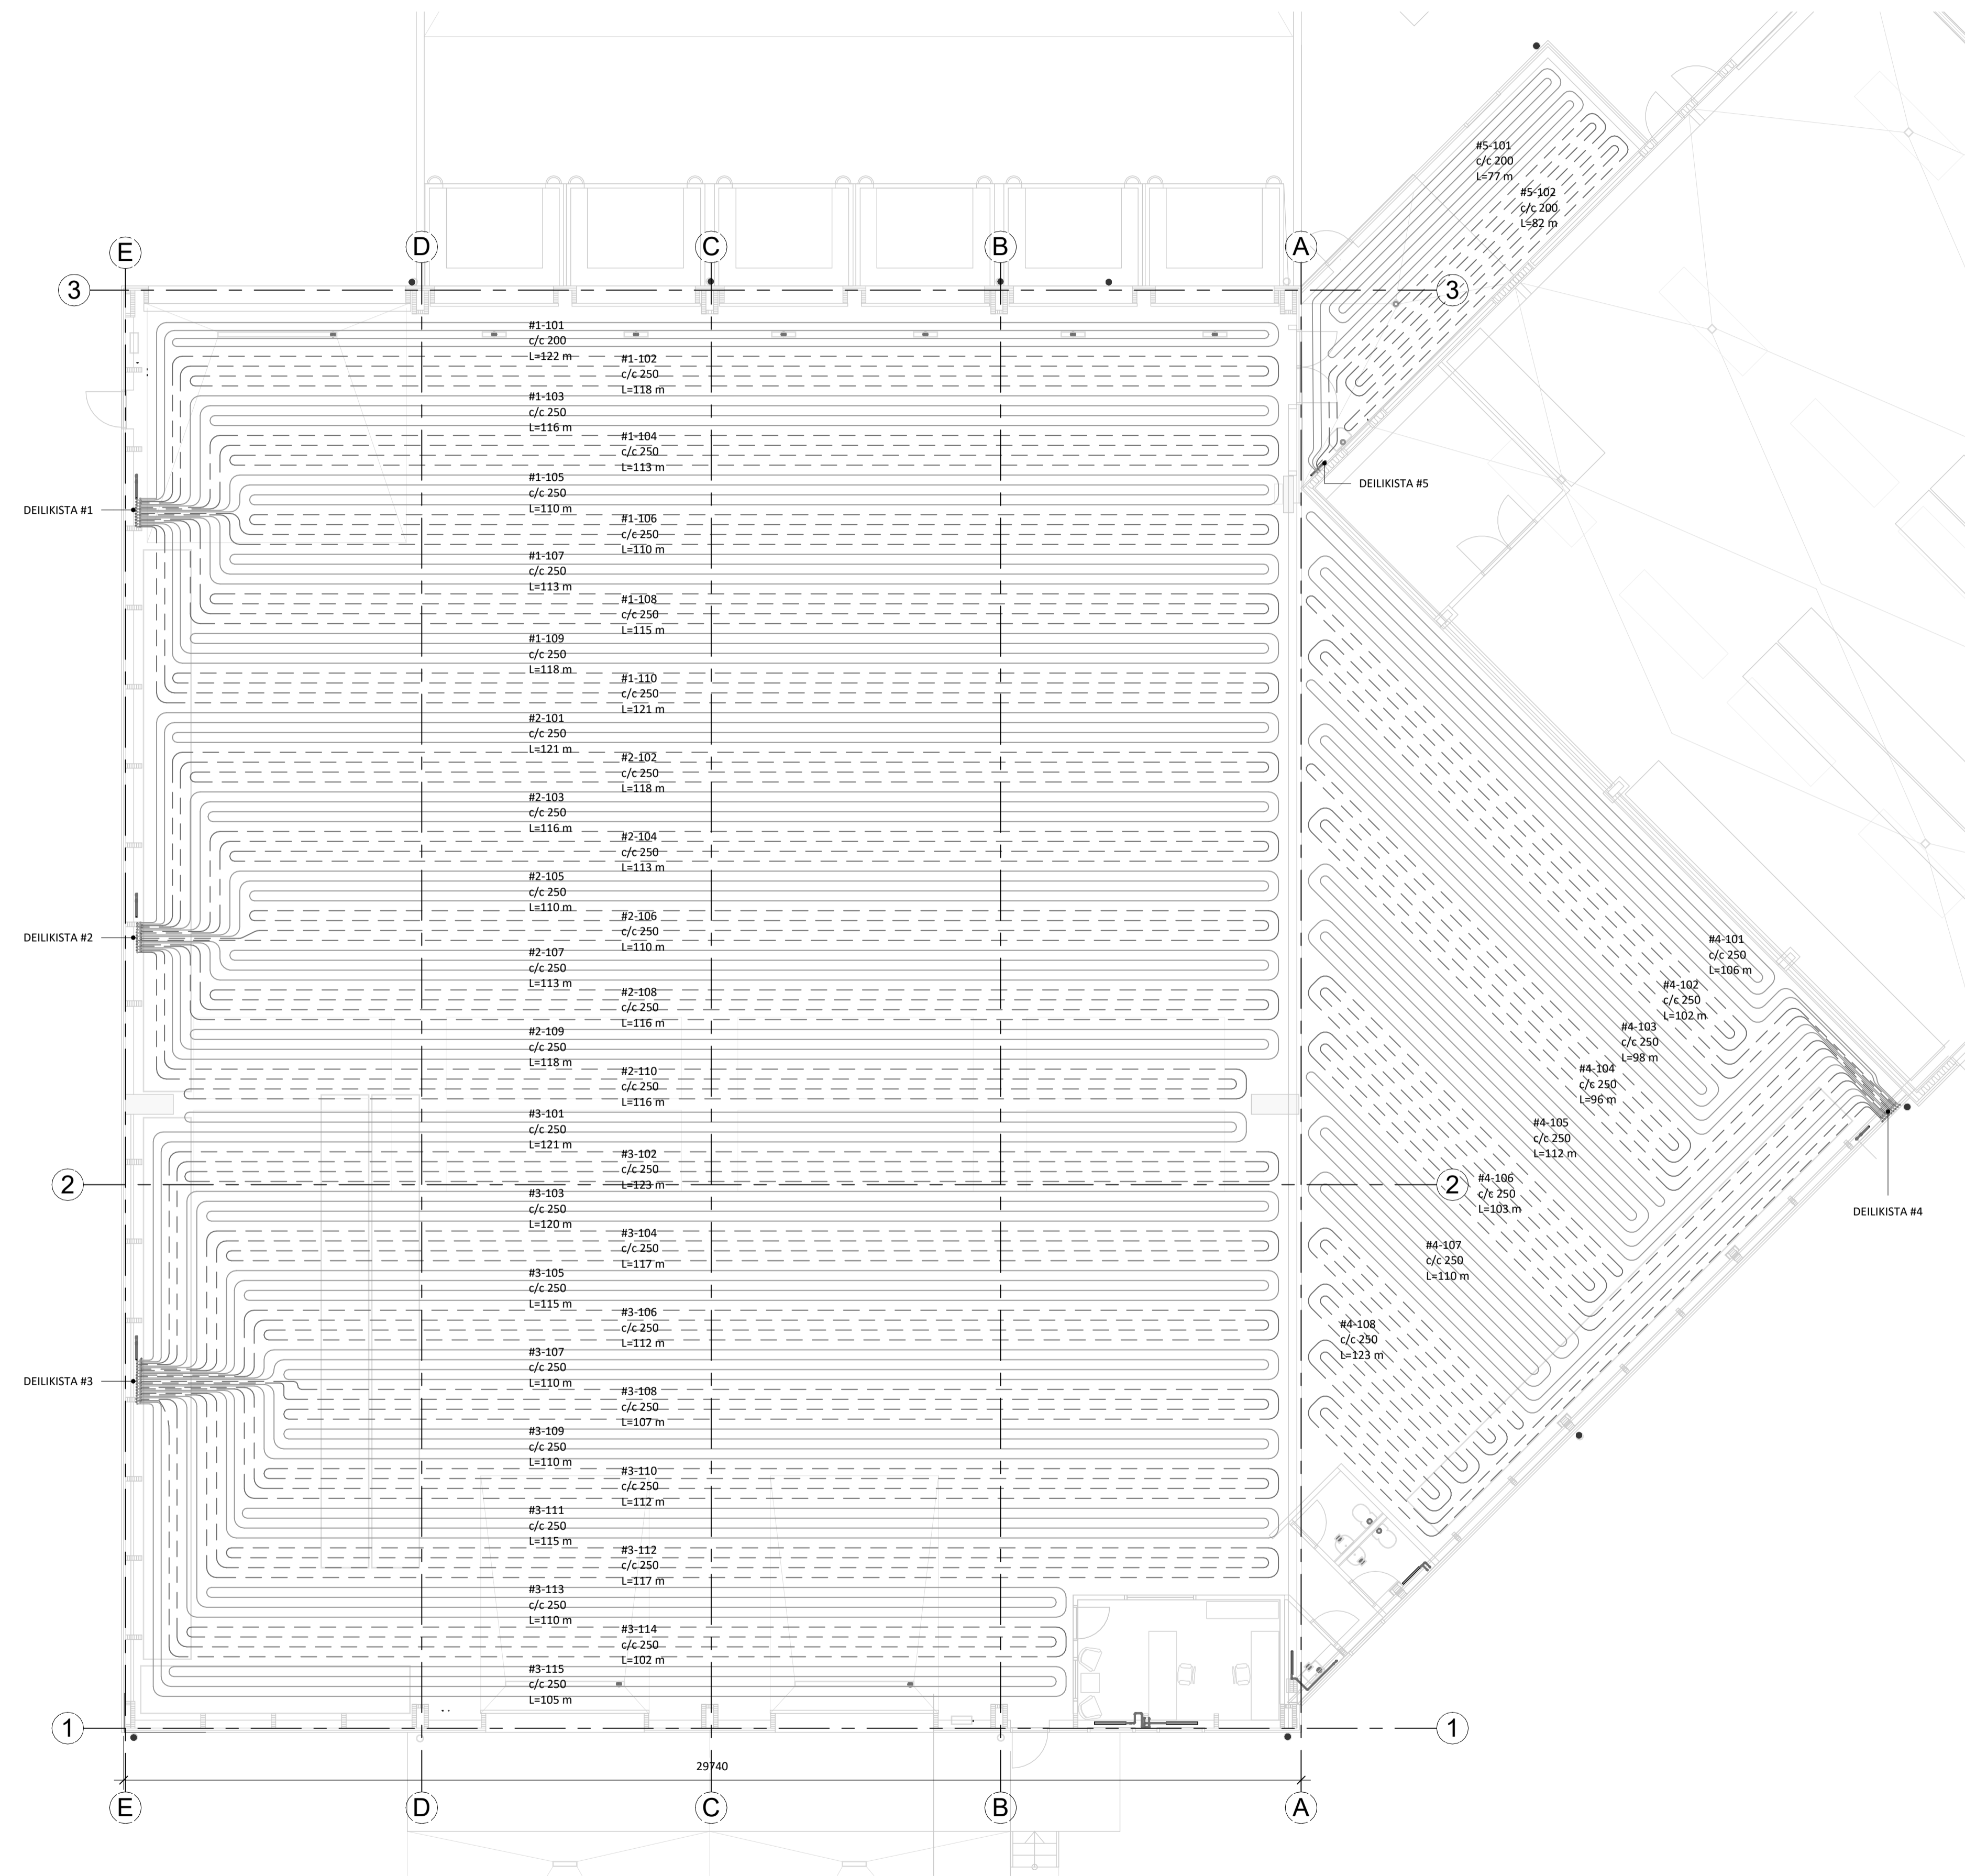 #5-101
c/c 200
L=77 m
#5-102
c/c 200
L=82 m
E
D
C
B
A
3
3
#1-101
c/c 200
L=122 m
#1-102
c/c 250
L=118 m
#1-103
c/c 250
L=116 m
#1-104
c/c 250
L=113 m
#1-105
c/c 250
L=110 m
#1-106
c/c 250
L=110 m
#1-107
c/c 250
L=113 m
#1-108
c/c 250
L=115 m
#1-109
c/c 250
L=118 m
#1-110
c/c 250
L=121 m
DEILIKISTA #1
DEILIKISTA #5
#2-101
c/c 250
L=121 m
#2-102
c/c 250
L=118 m
#2-103
c/c 250
L=116 m
#2-104
c/c 250
L=113 m
#2-105
c/c 250
L=110 m
#2-106
c/c 250
L=110 m
#2-107
c/c 250
L=113 m
#2-108
c/c 250
L=116 m
#2-109
c/c 250
L=118 m
#2-110
c/c 250
L=116 m
DEILIKISTA #2
#4-101
c/c 250
L=106 m
#4-102
c/c 250
L=102 m
#4-103
c/c 250
L=98 m
#4-104
c/c 250
L=96 m
#4-105
c/c 250
L=112 m
#4-106
c/c 250
L=103 m
#4-107
c/c 250
L=110 m
#4-108
c/c 250
L=123 m
DEILIKISTA #4
2
2
#3-101
c/c 250
L=121 m
#3-102
c/c 250
L=123 m
#3-103
c/c 250
L=120 m
#3-104
c/c 250
L=117 m
#3-105
c/c 250
L=115 m
#3-106
c/c 250
L=112 m
#3-107
c/c 250
L=110 m
#3-108
c/c 250
L=107 m
#3-109
c/c 250
L=110 m
#3-110
c/c 250
L=112 m
#3-111
c/c 250
L=115 m
#3-112
c/c 250
L=117 m
#3-113
c/c 250
L=110 m
#3-114
c/c 250
L=102 m
#3-115
c/c 250
L=105 m
DEILIKISTA #3
1
1
29740
E
D
C
B
A